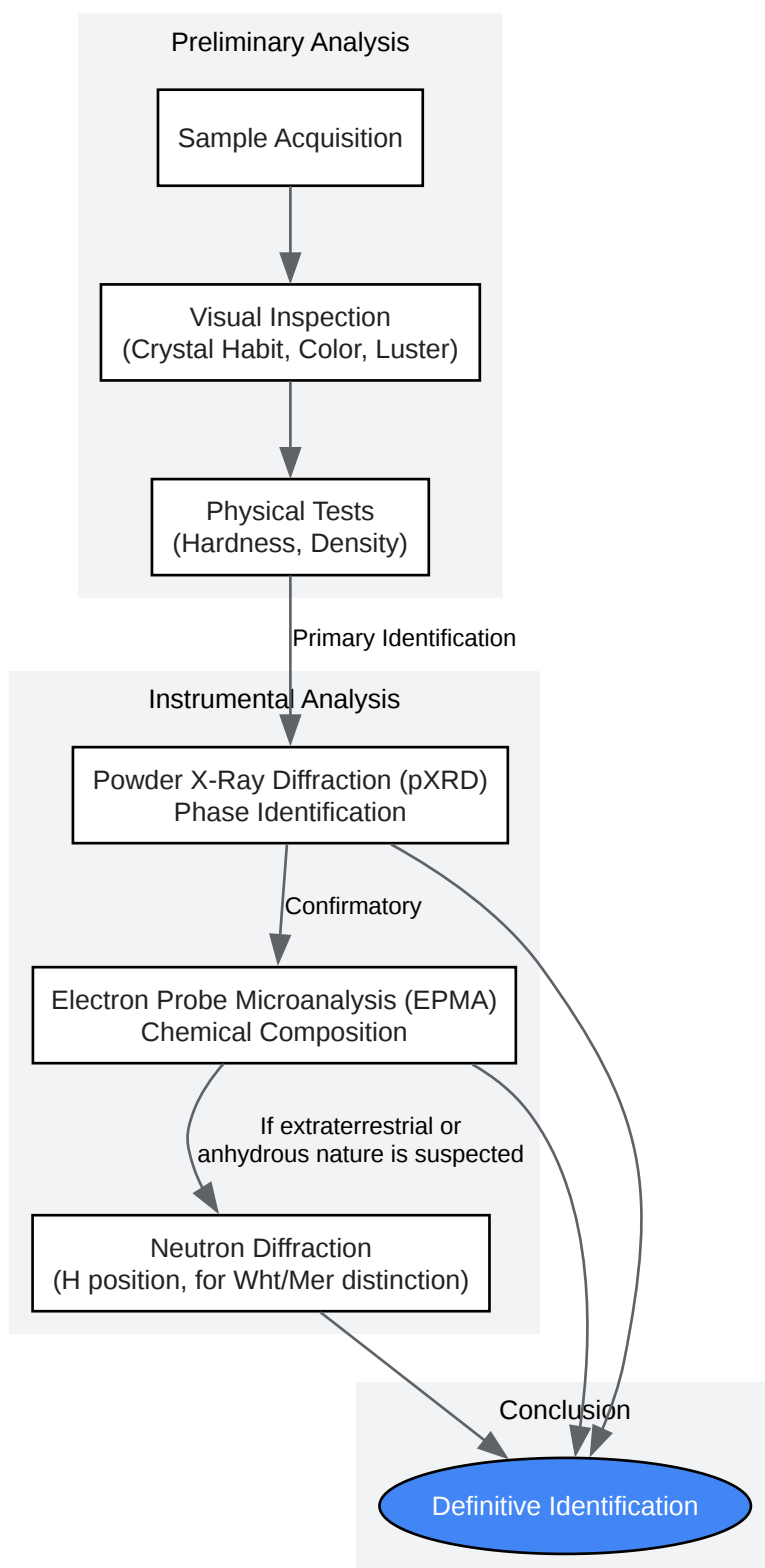 Preliminary Analysis
Sample Acquisition
Visual Inspection
(Crystal Habit, Color, Luster)
Physical Tests
(Hardness, Density)
Primary Identification
Instrumental Analysis
Powder X-Ray Diffraction (pXRD)
Phase Identification
Confirmatory
Electron Probe Microanalysis (EPMA)
Chemical Composition
If extraterrestrial or
anhydrous nature is suspected
Neutron Diffraction
(H position, for Wht/Mer distinction)
Conclusion
Definitive Identification